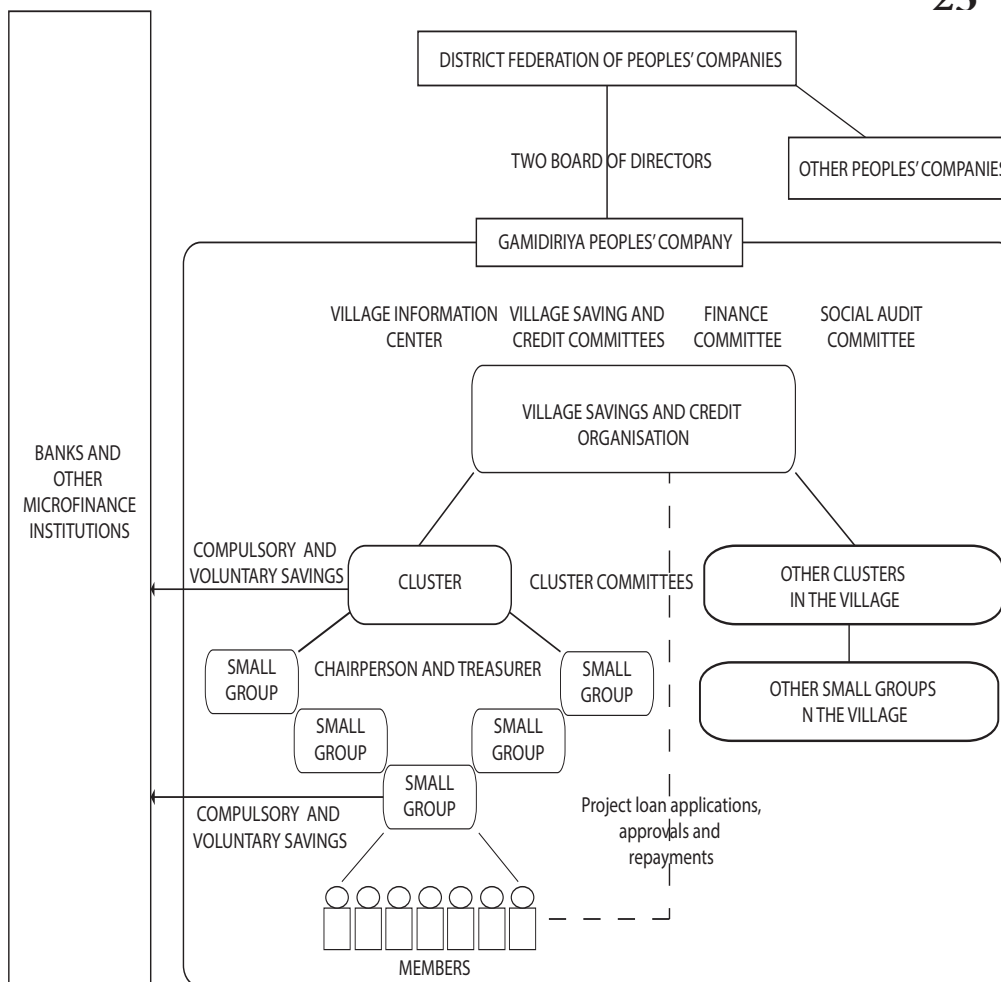 DISTRICT FEDERATION OF PEOPLES' COMPANIES
TWO BOARD OF DIRECTORS
OTHER PEOPLES' COMPANIES
GAMIDIRIYA PEOPLES' COMPANY
VILLAGE INFORMATION
CENTER
VILLAGE SAVING AND
CREDIT COMMITTEES
FINANCE
COMMITTEE
SOCIAL AUDIT
COMMITTEE
VILLAGE SAVINGS AND CREDIT
ORGANISATION
BANKS AND
OTHER
MICROFINANCE
INSTITUTIONS
COMPULSORY AND
VOLUNTARY SAVINGS
CLUSTER
CLUSTER COMMITTEES
OTHER CLUSTERS
IN THE VILLAGE
SMALL
GROUP
CHAIRPERSON AND TREASURER
SMALL
GROUP
OTHER SMALL GROUPS
N THE VILLAGE
SMALL
GROUP
SMALL
GROUP
SMALL
GROUP
COMPULSORY AND
VOLUNTARY SAVINGS
Project loan applications,
approvals and
repayments
MEMBERS